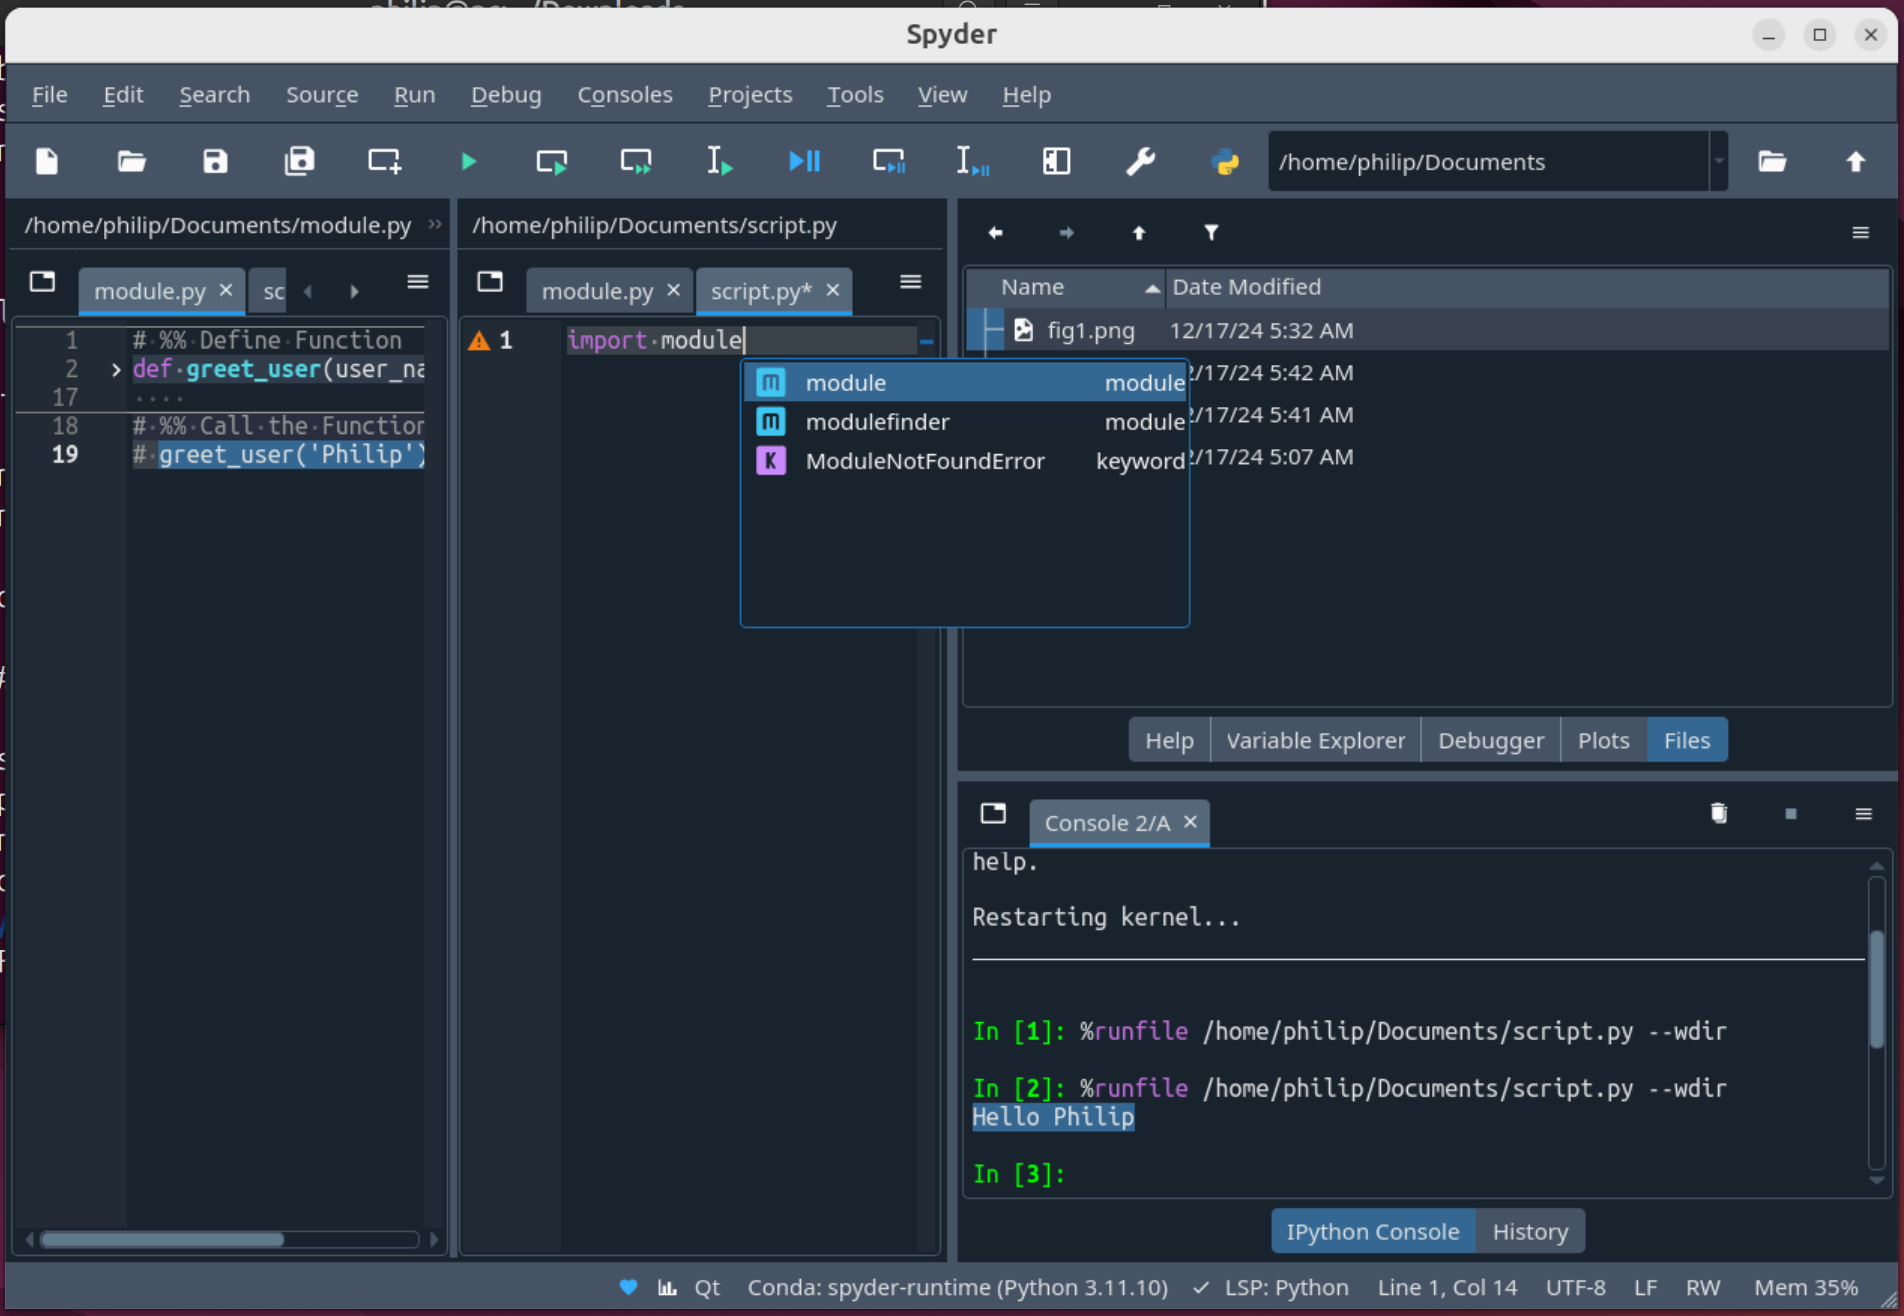 Spyder
File Edit Search Source Run Debug Consoles Projects Tools View Help
/home/philip/Documents
/home/philip/Documents/module.py
module.py
sc
1 # %% Define Function
2 def greet_user(user_na
17
18 # %% Call the Function
19 # greet_user('Philip')
/home/philip/Documents/script.py
module.py
script.py*
1 import module
m module module
m modulefinder module
K ModuleNotFoundError keyword
Name Date Modified
fig1.png 12/17/24 5:32 AM
/17/24 5:42 AM
/17/24 5:41 AM
/17/24 5:07 AM
Help Variable Explorer Debugger Plots Files
Console 2/A
help.
Restarting kernel...
In [1]: %runfile /home/philip/Documents/script.py --wdir
In [2]: %runfile /home/philip/Documents/script.py --wdir
Hello Philip
In [3]:
IPython Console History
Qt Conda: spyder-runtime (Python 3.11.10) LSP: Python Line 1, Col 14 UTF-8 LF RW Mem 35%